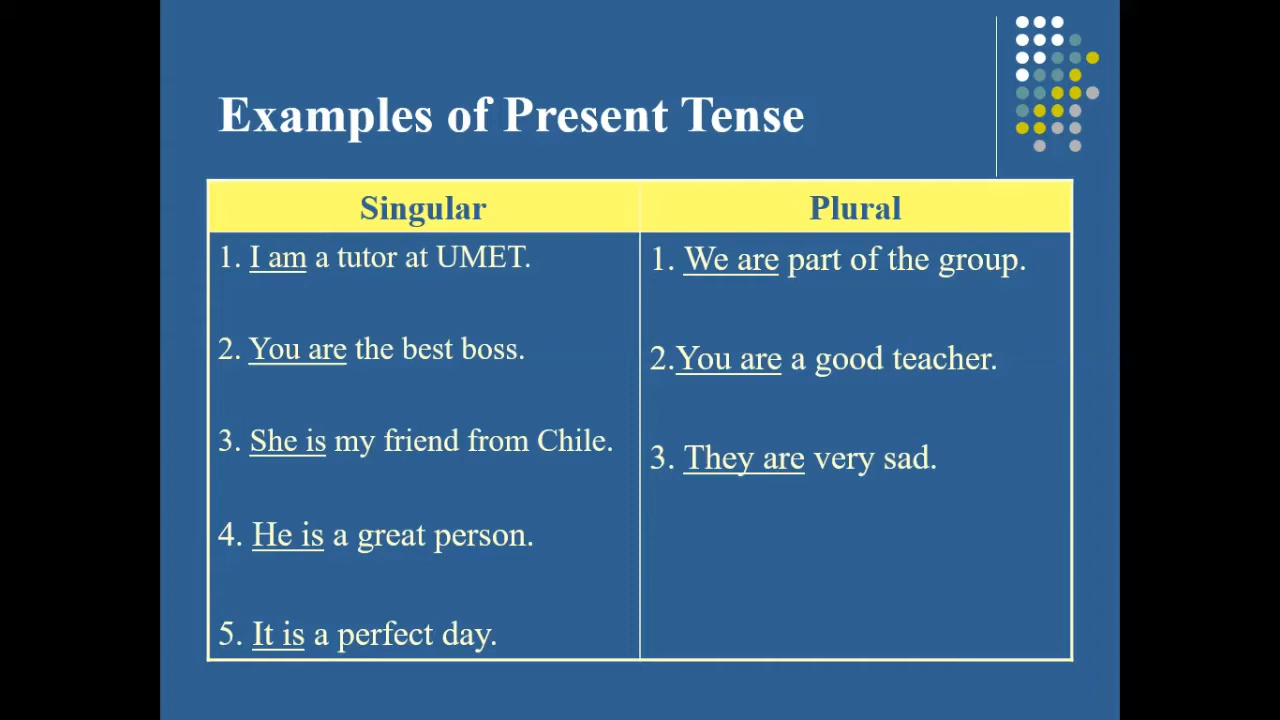 Examples of Present Tense
Singular
Plural
1. I am a tutor at UMET.
2. You are the best boss.
3. She is my friend from Chile.
4. He is a great person.
5. It is a perfect day.
1. We are part of the group.
2.You are a good teacher.
3. They are very sad.